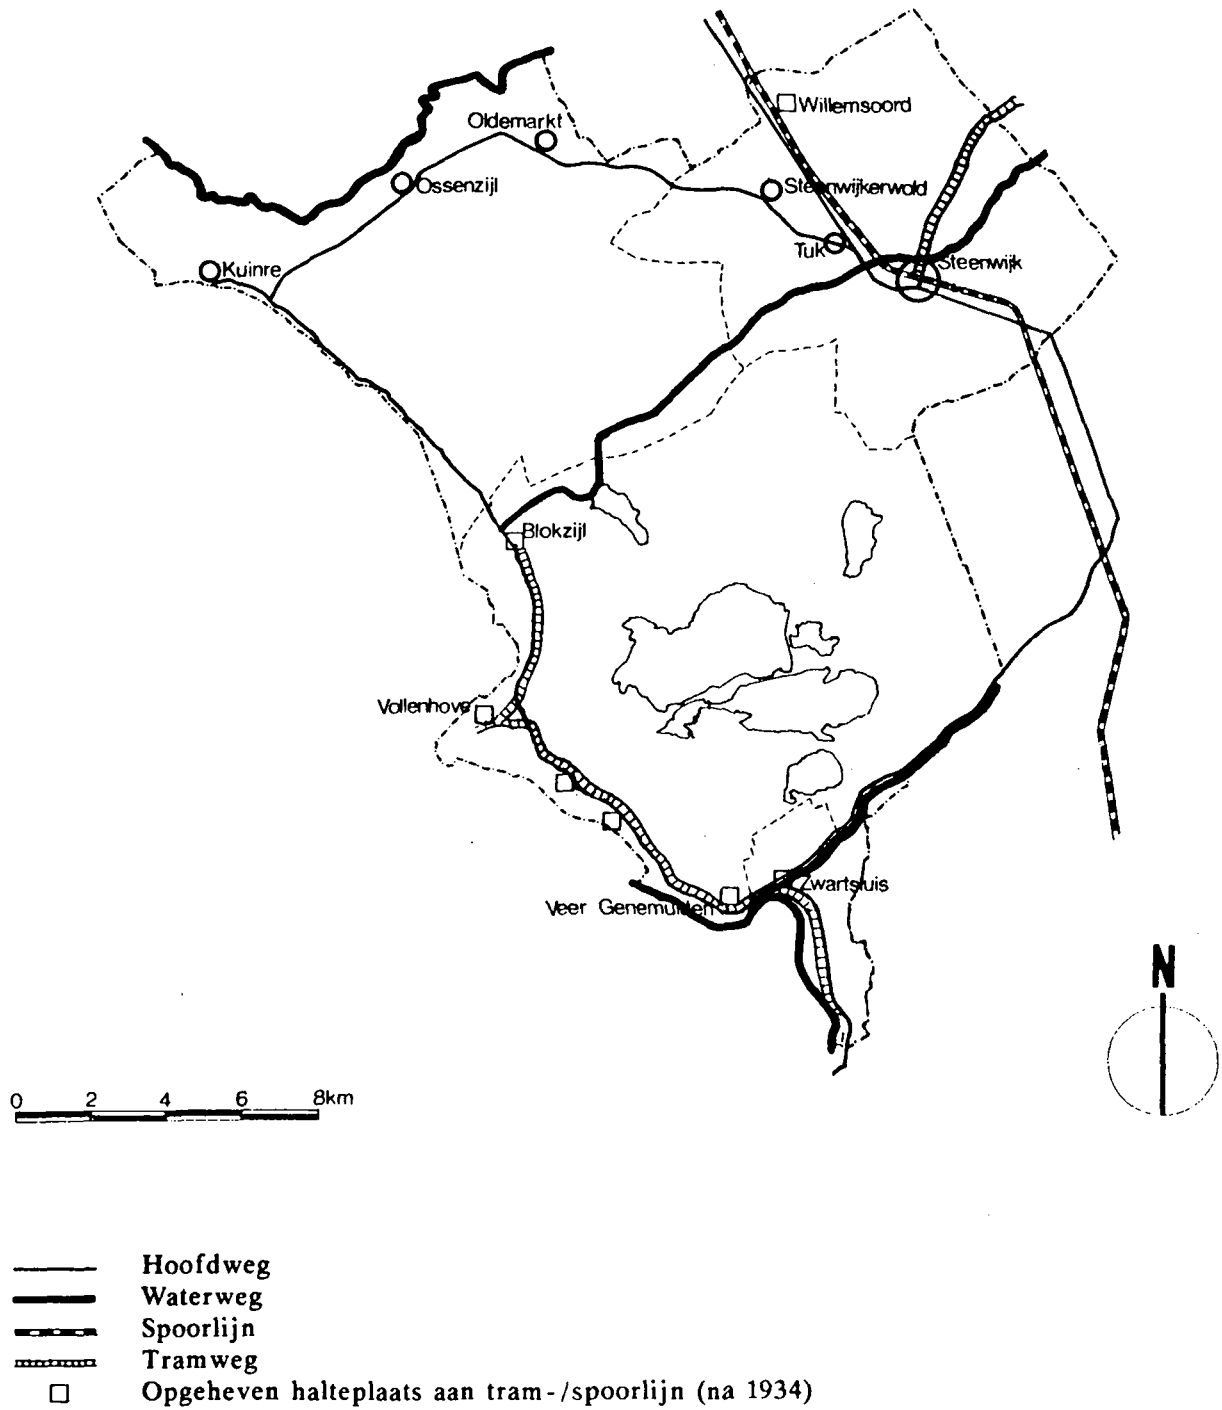 Oldemarkt
Willemsoord
Ossenzijl
Steenwijkerwold
Tuk
Kuinre
Steenwijk
Blokzijl
Vollenhove
Zwartsluis
Veer Genemuiden
N
0 2 4 6 8km
Hoofdweg
Waterweg
Spoorlijn
Tramweg
Opgeheven halteplaats aan tram-/spoorlijn (na 1934)